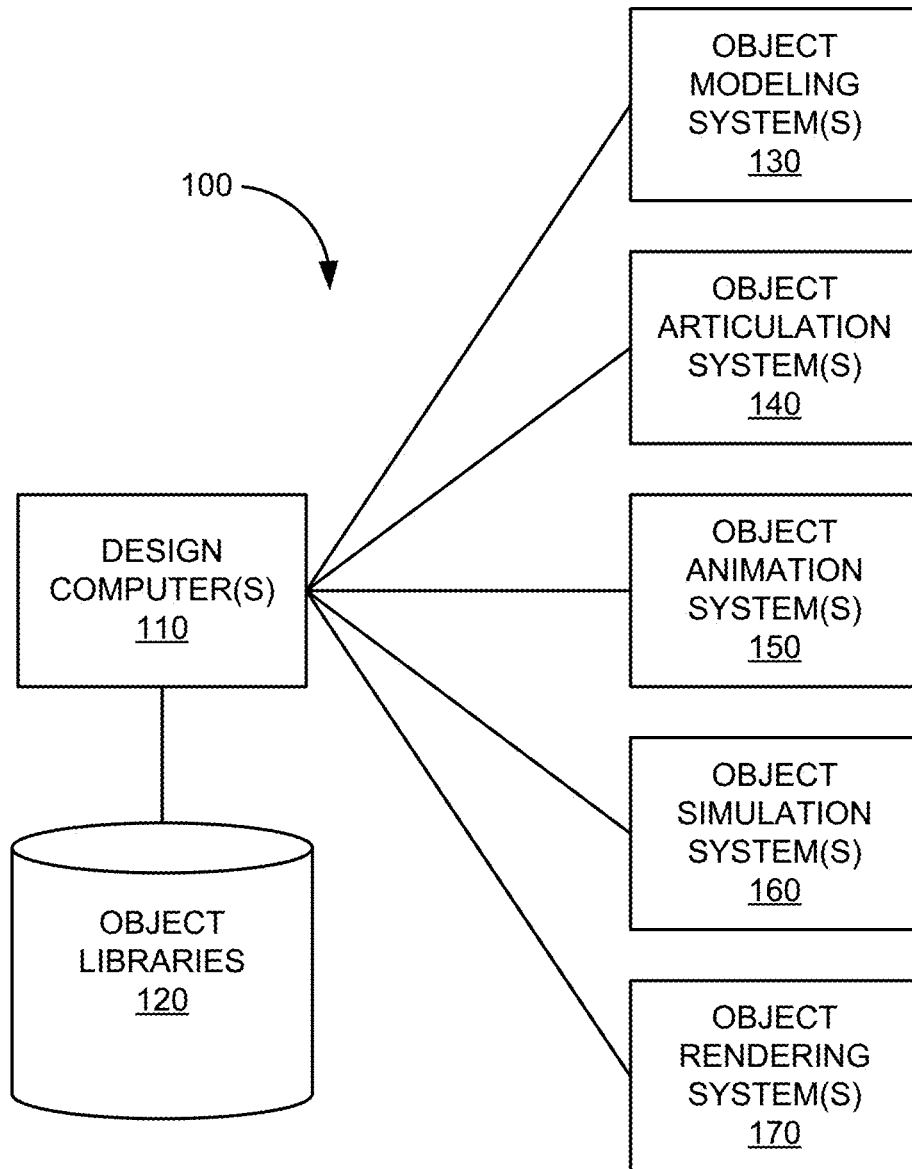 OBJECT
MODELING
SYSTEM(S)
130
100
OBJECT
ARTICULATION
SYSTEM(S)
140
DESIGN
COMPUTER(S)
110
OBJECT
ANIMATION
SYSTEM(S)
150
OBJECT
SIMULATION
SYSTEM(S)
160
OBJECT
LIBRARIES
120
OBJECT
RENDERING
SYSTEM(S)
170